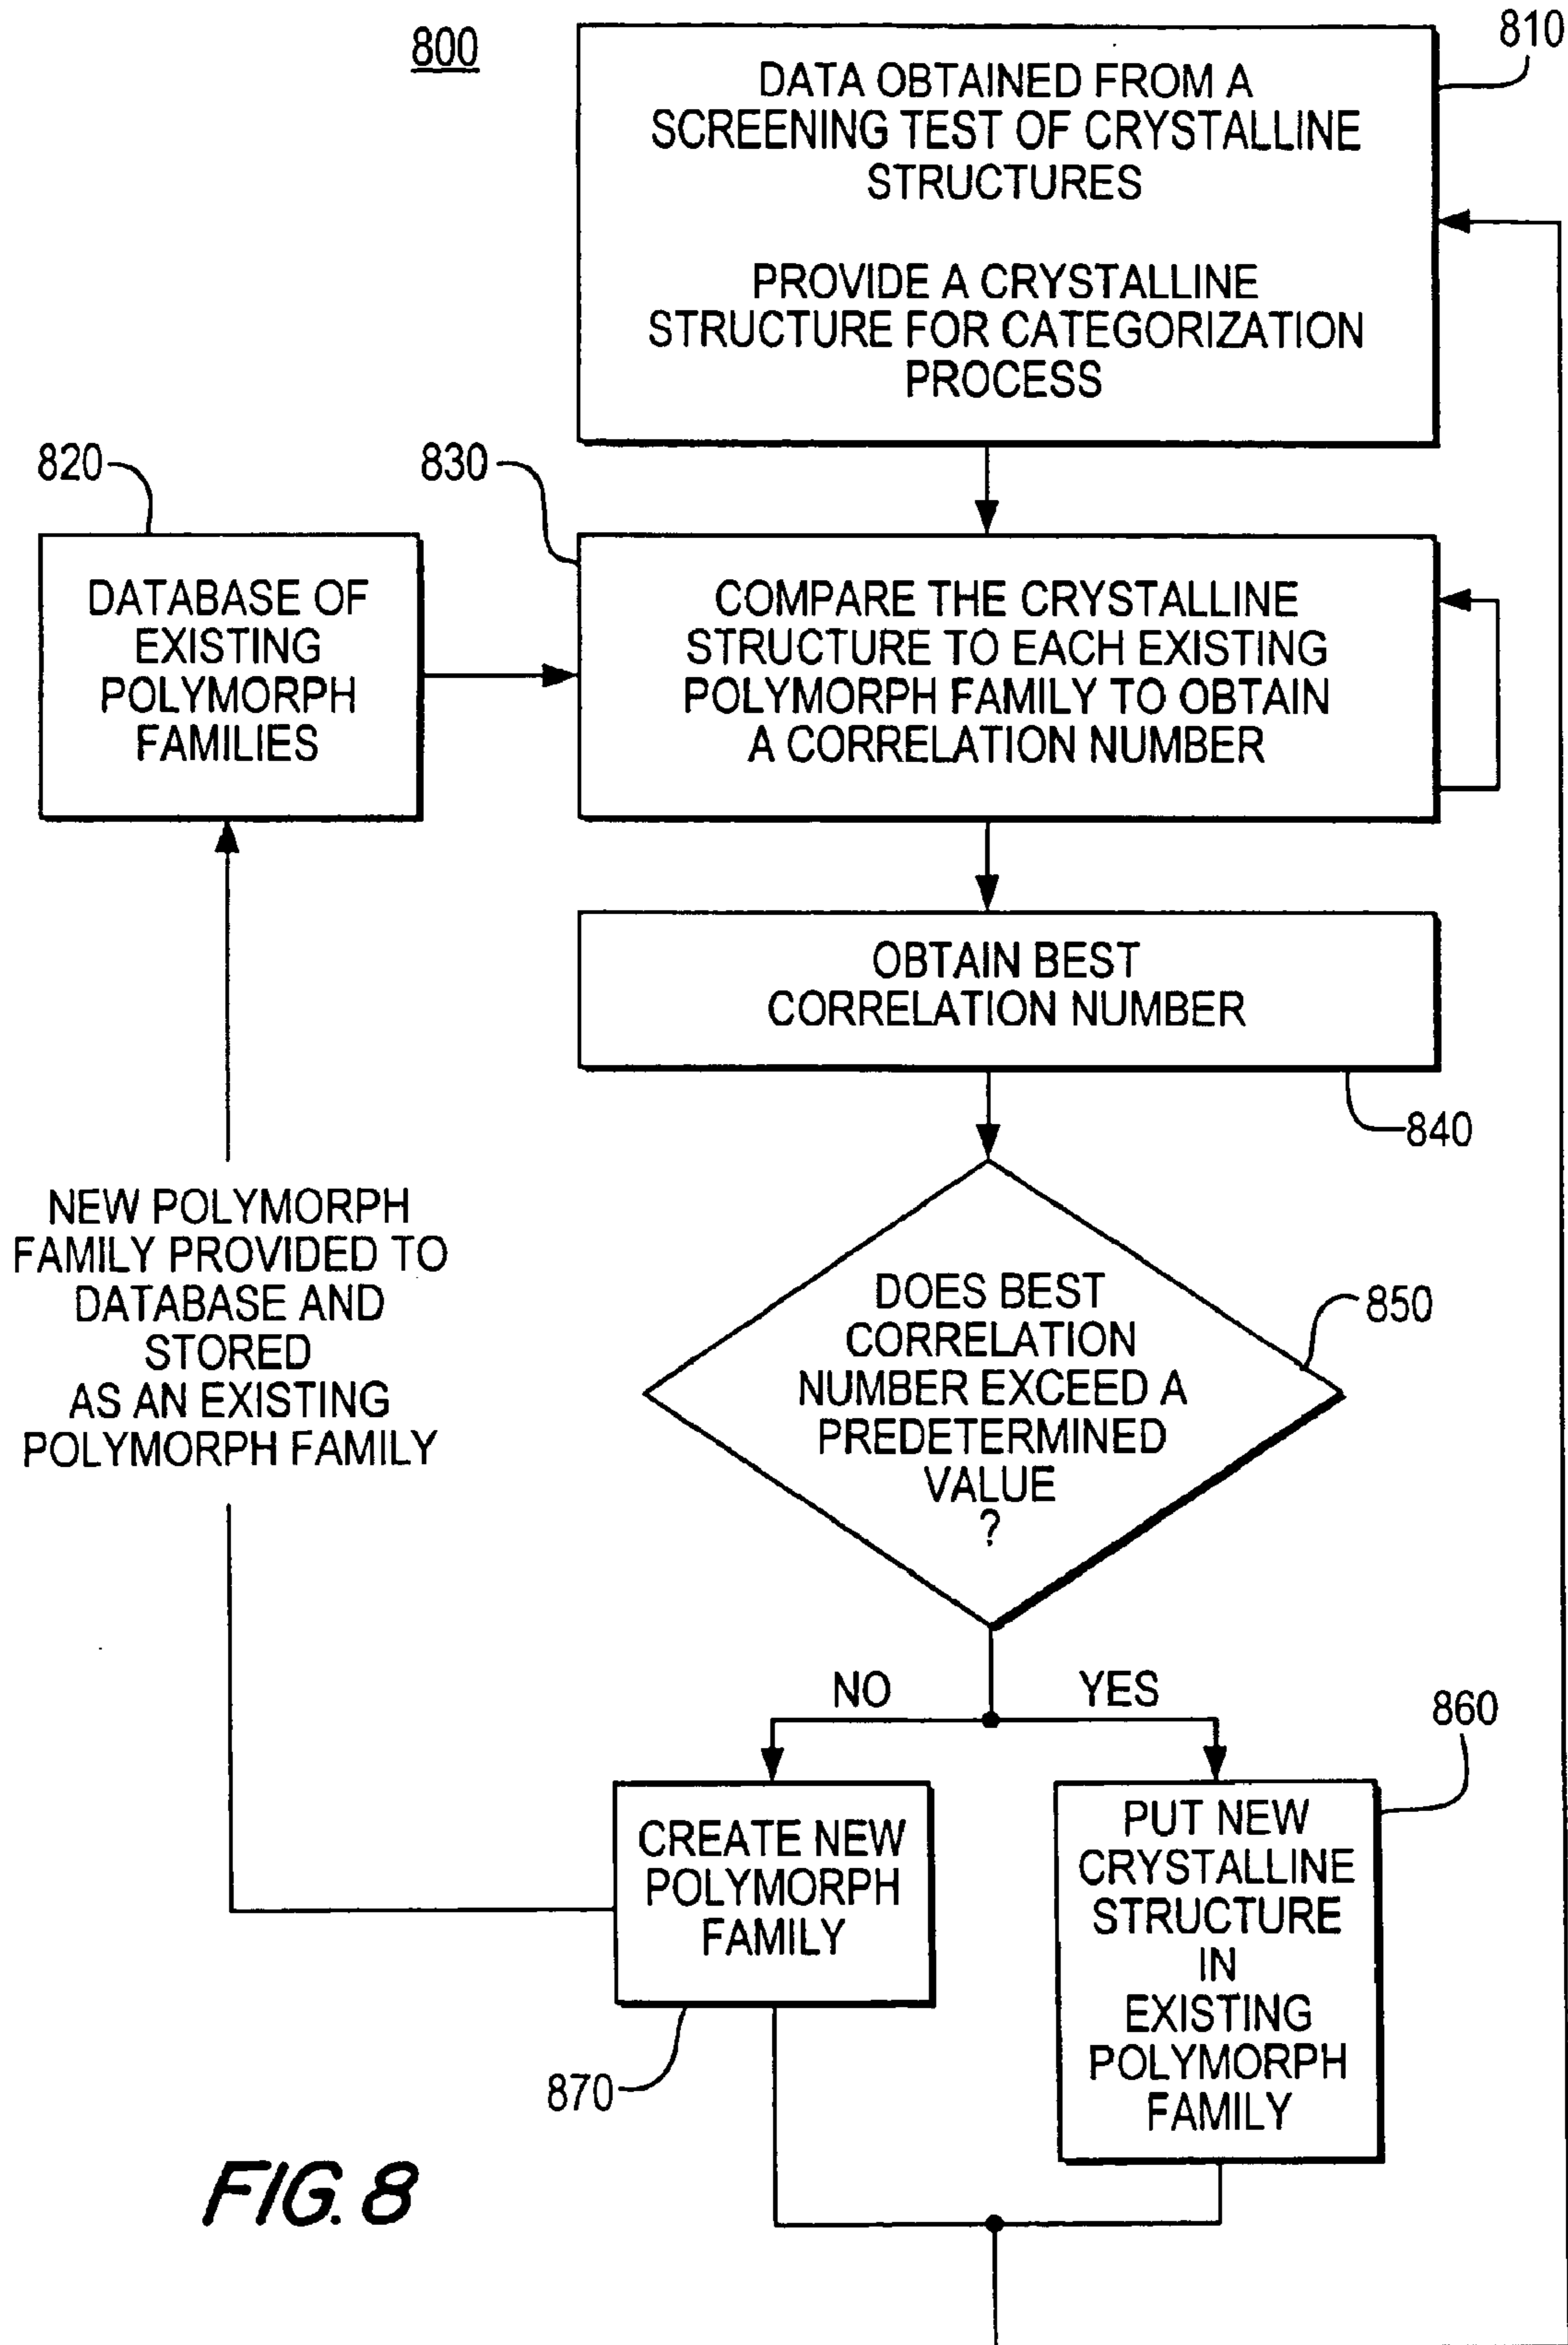 800
810
DATA OBTAINED FROM A
SCREENING TEST OF CRYSTALLINE
STRUCTURES
PROVIDE A CRYSTALLINE
STRUCTURE FOR CATEGORIZATION
PROCESS
820
830
DATABASE OF
EXISTING
POLYMORPH
FAMILIES
COMPARE THE CRYSTALLINE
STRUCTURE TO EACH EXISTING
POLYMORPH FAMILY TO OBTAIN
A CORRELATION NUMBER
OBTAIN BEST
CORRELATION NUMBER
840
NEW POLYMORPH
FAMILY PROVIDED TO
DATABASE AND
STORED
AS AN EXISTING
POLYMORPH FAMILY
DOES BEST
CORRELATION
NUMBER EXCEED A
PREDETERMINED
VALUE
?
850
NO
YES
860
CREATE NEW
POLYMORPH
FAMILY
870
PUT NEW
CRYSTALLINE
STRUCTURE
IN
EXISTING
POLYMORPH
FAMILY
FIG. 8